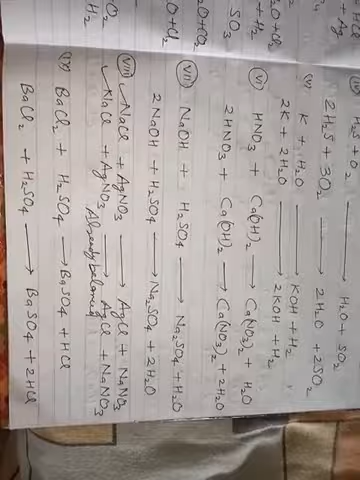 (iv) H₂S + O₂ ⟶ H₂O + SO₂
2H₂S + 3O₂ ⟶ 2H₂O + 2SO₂
(v) K + H₂O ⟶ KOH + H₂
2K + 2H₂O ⟶ 2KOH + H₂
(vi) HNO₃ + Ca(OH)₂ ⟶ Ca(NO₃)₂ + H₂O
2HNO₃ + Ca(OH)₂ ⟶ Ca(NO₃)₂ + 2H₂O
(vii) NaOH + H₂SO₄ ⟶ Na₂SO₄ + H₂O
2NaOH + H₂SO₄ ⟶ Na₂SO₄ + 2H₂O
(viii) NaCl + AgNO₃ ⟶ AgCl + NaNO₃
NaCl + AgNO₃ ⟶ AgCl + NaNO₃
Already balanced
(ix) BaCl₂ + H₂SO₄ ⟶ BaSO4 + HCl
BaCl₂ + H₂SO4 ⟶ BaSO4 + 2HCl